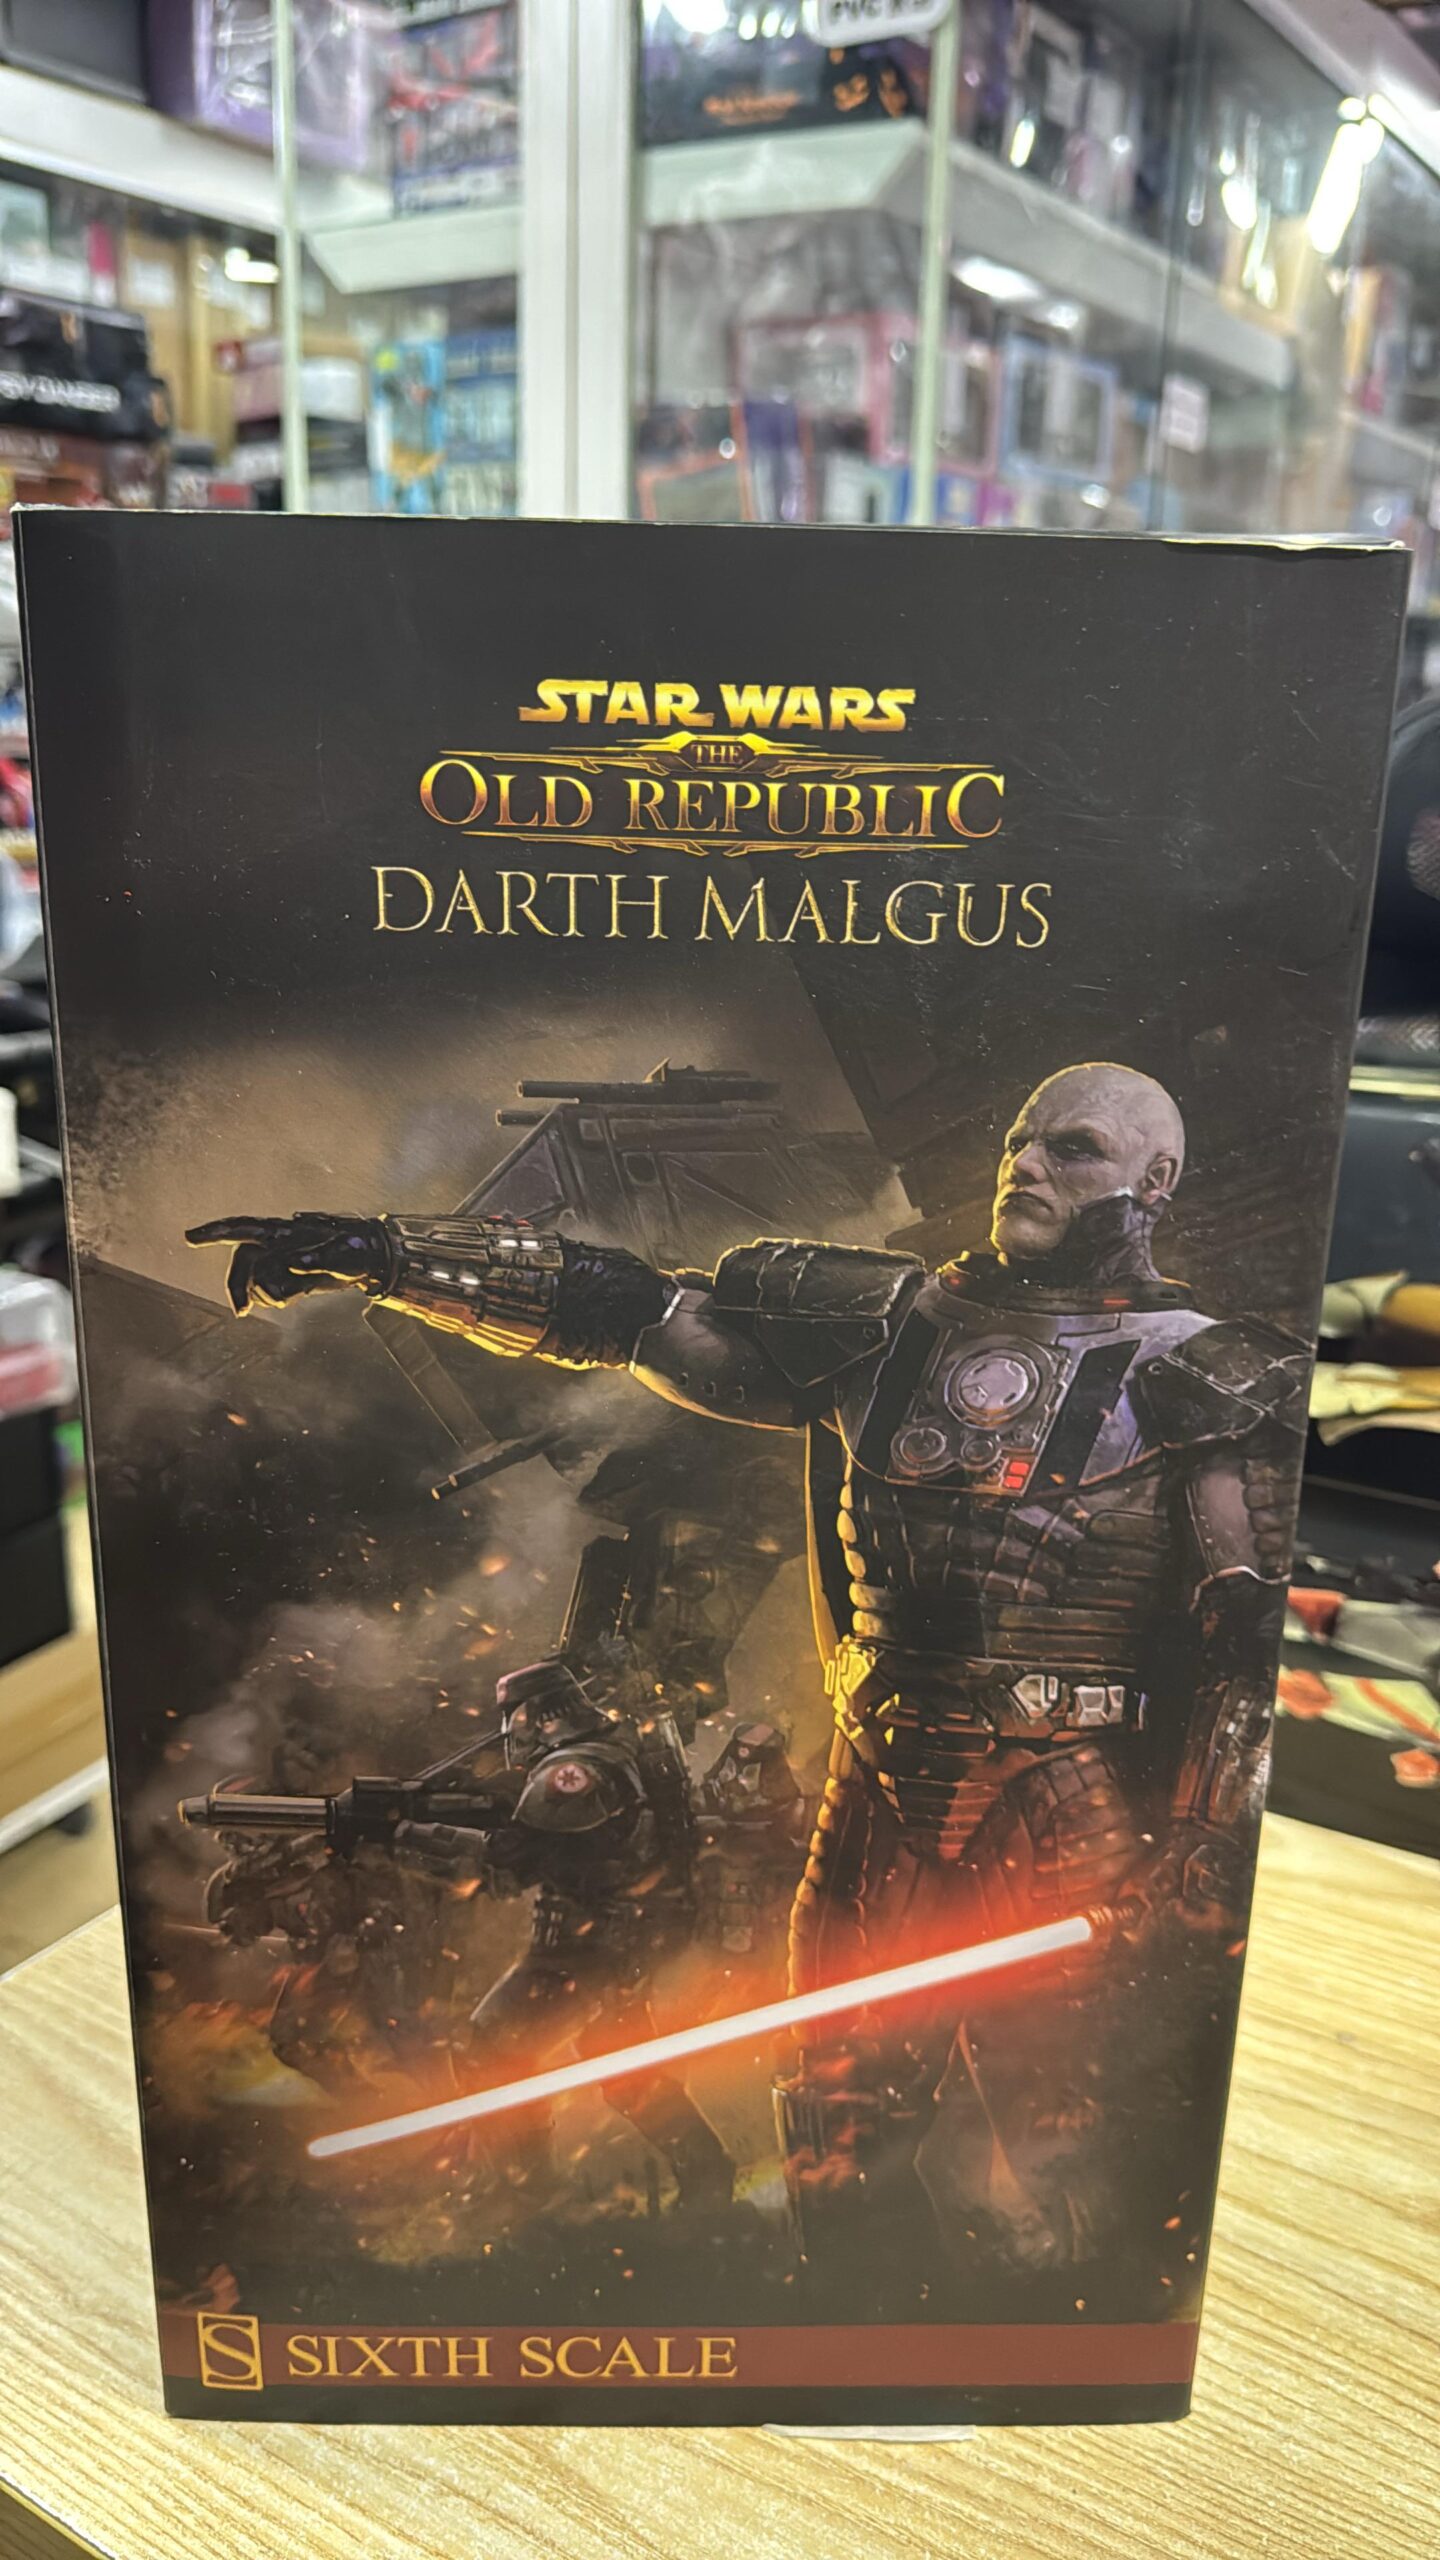 STAR WARS
THE
OLD REPUBLIC
DARTH MALGUS
S SIXTH SCALE